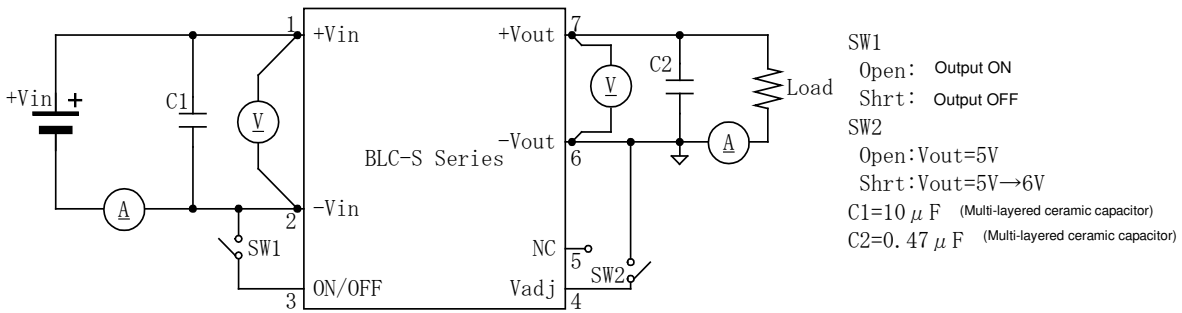 1
+Vin
+Vout
7
+Vin
+
C1
V
V
C2
Load
A
2
-Vin
BLC-S Series
-Vout
6
A
SW1
3
ON/OFF
NC
5
SW2
Vadj
4
SW1
Open: Output ON
Shrt: Output OFF
SW2
Open:Vout=5V
Shrt:Vout=5V→6V
C1=10μF (Multi-layered ceramic capacitor)
C2=0.47μF (Multi-layered ceramic capacitor)